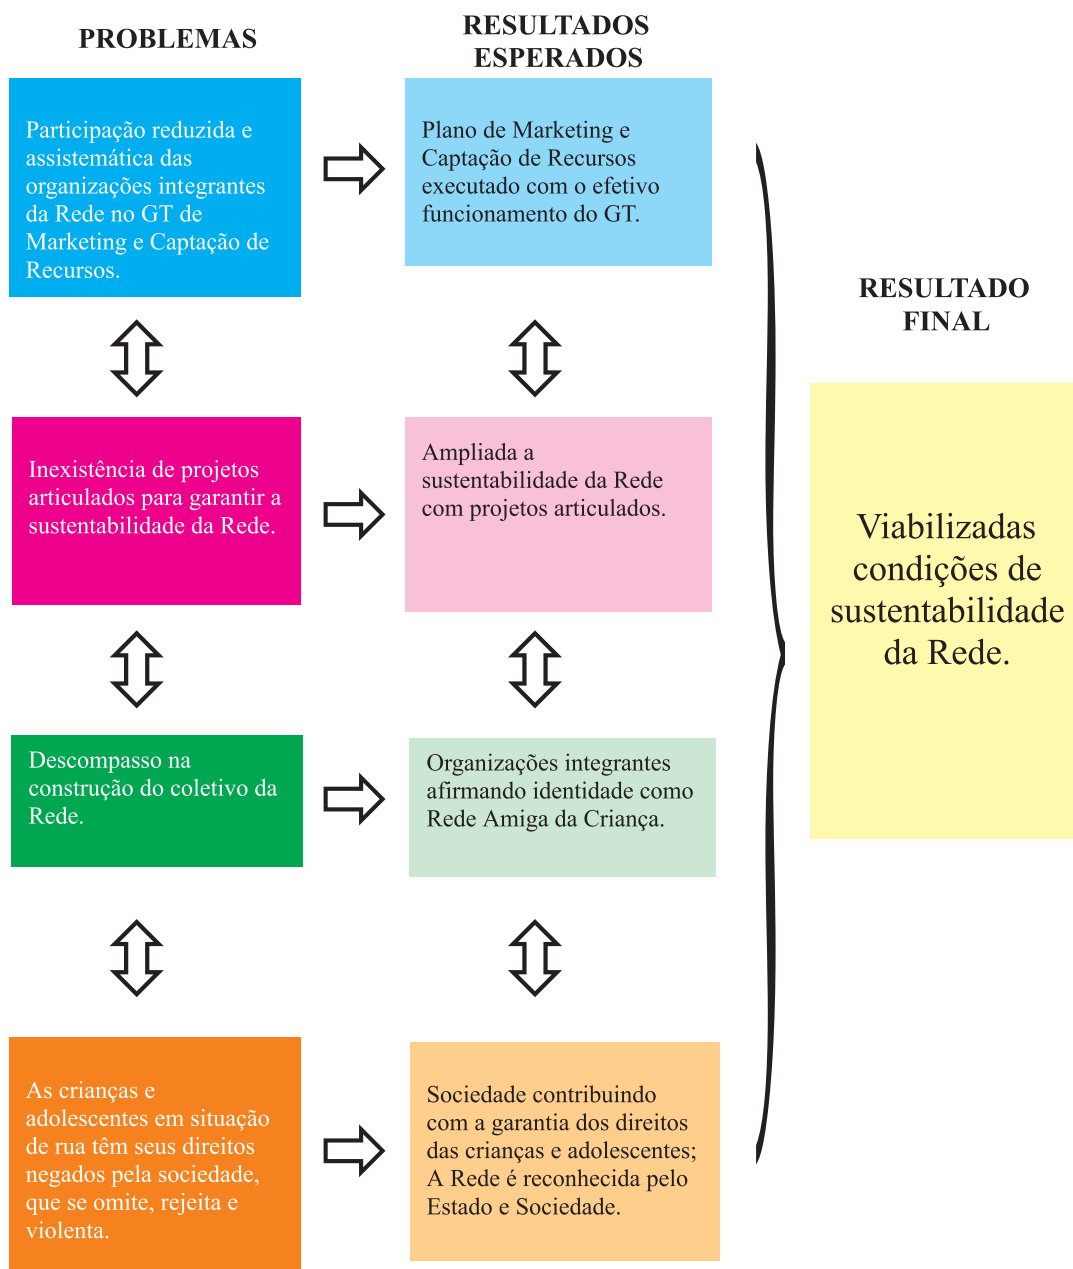 PROBLEMAS
RESULTADOS
ESPERADOS
Participação reduzida e
assistemática das
organizações integrantes
da Rede no GT de
Marketing e Captação de
Recursos.
Plano de Marketing e
Captação de Recursos
executado com o efetivo
funcionamento do GT.
Inexistência de projetos
articulados para garantir a
sustentabilidade da Rede.
Ampliada a
sustentabilidade da Rede
com projetos articulados.
Descompasso na
construção do coletivo da
Rede.
Organizações integrantes
afirmando identidade como
Rede Amiga da Criança.
As crianças e
adolescentes em situação
de rua têm seus direitos
negados pela sociedade,
que se omite, rejeita e
violenta.
Sociedade contribuindo
com a garantia dos direitos
das crianças e adolescentes;
A Rede é reconhecida pelo
Estado e Sociedade.
RESULTADO
FINAL
Viabilizadas
condições de
sustentabilidade
da Rede.